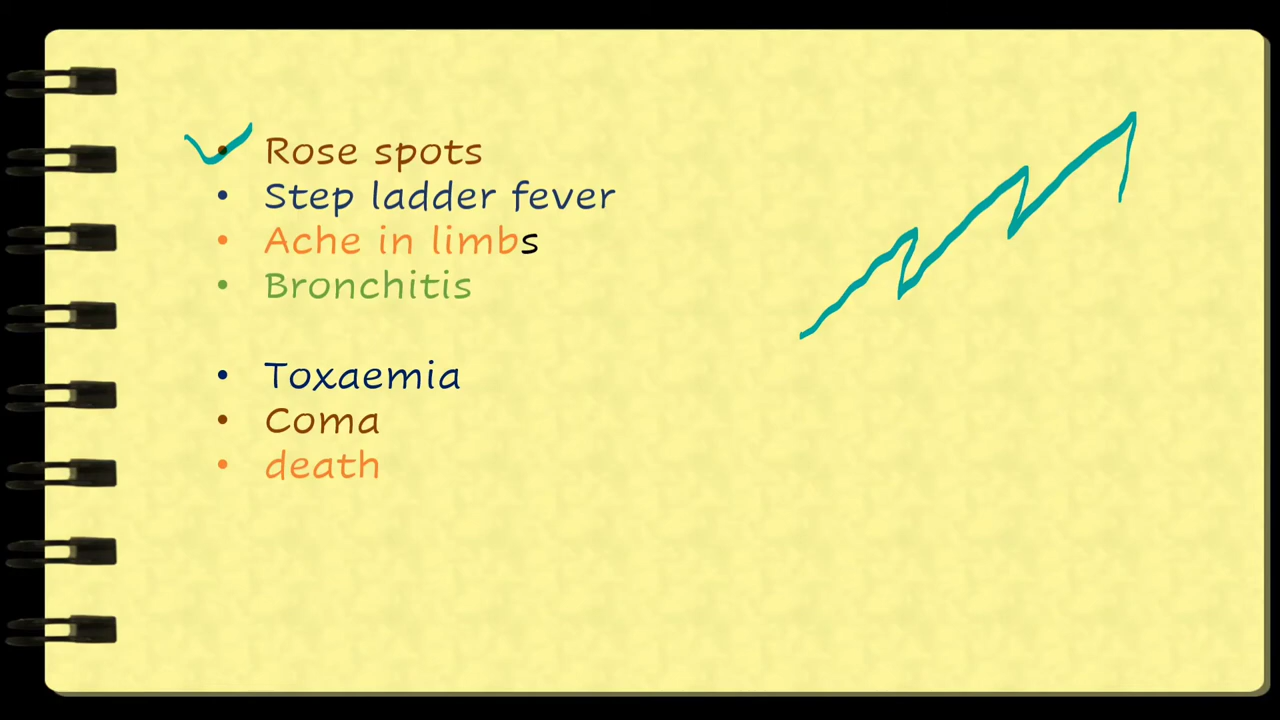 Rose spots
Step ladder fever
Ache in limbs
Bronchitis
Toxaemia
Coma
death